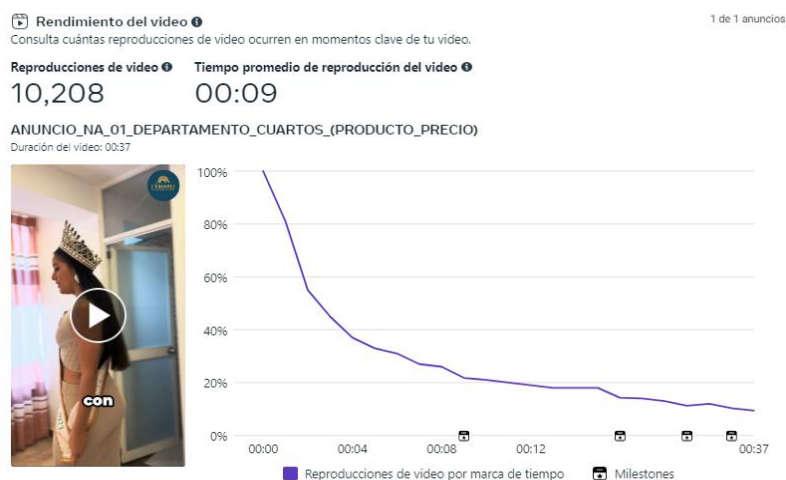 Rendimiento del video
1 de 1 anuncios
Consulta cuántas reproducciones de video ocurren en momentos clave de tu video.
Reproducciones de video
Tiempo promedio de reproducción del video
10,208
00:09
ANUNCIO_NA_01_DEPARTAMENTO_CUARTOS_(PRODUCTO_PRECIO)
Duración del video: 00:37
con
100%
80%
60%
40%
20%
0%
00:00
00:04
00:08
00:12
00:37
Reproducciones de video por marca de tiempo
Milestones